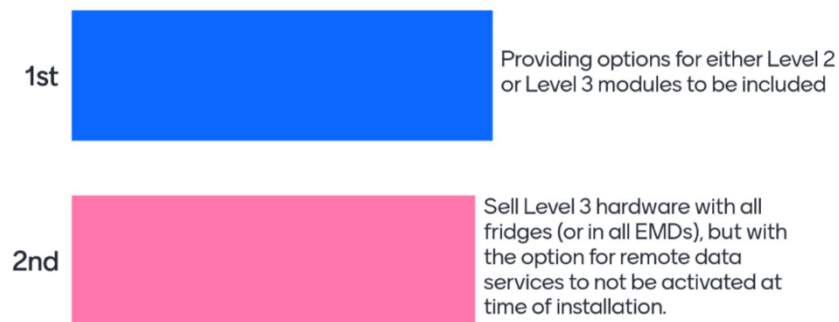 1st
Providing options for either Level 2
or Level 3 modules to be included
2nd
Sell Level 3 hardware with all
fridges (or in all EMDs), but with
the option for remote data
services to not be activated at
time of installation.